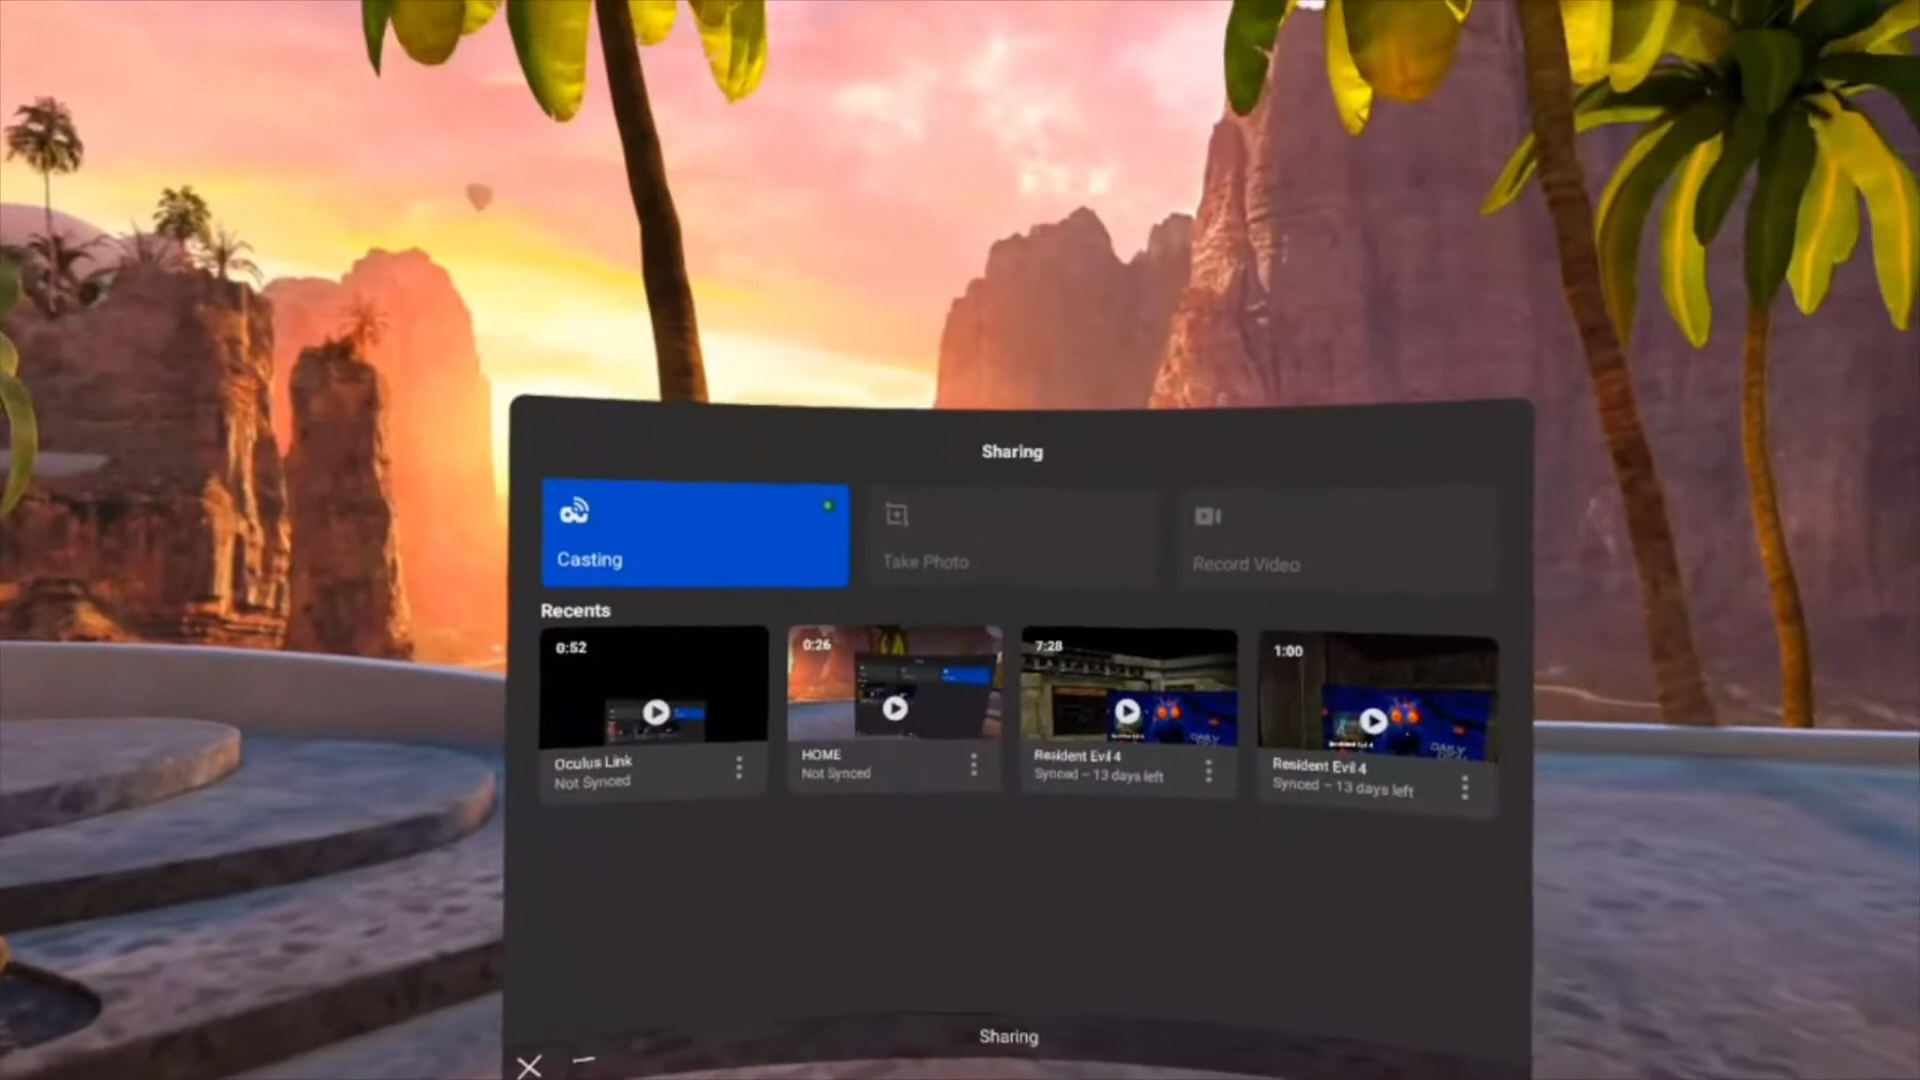 Sharing
Casting
Take Photo
Record Video
Recents
0:52
Oculus Link
Not Synced
0:26
HOME
Not Synced
7:28
Resident Evil 4
Synced – 13 days left
1:00
Resident Evil 4
Synced – 13 days left
Sharing